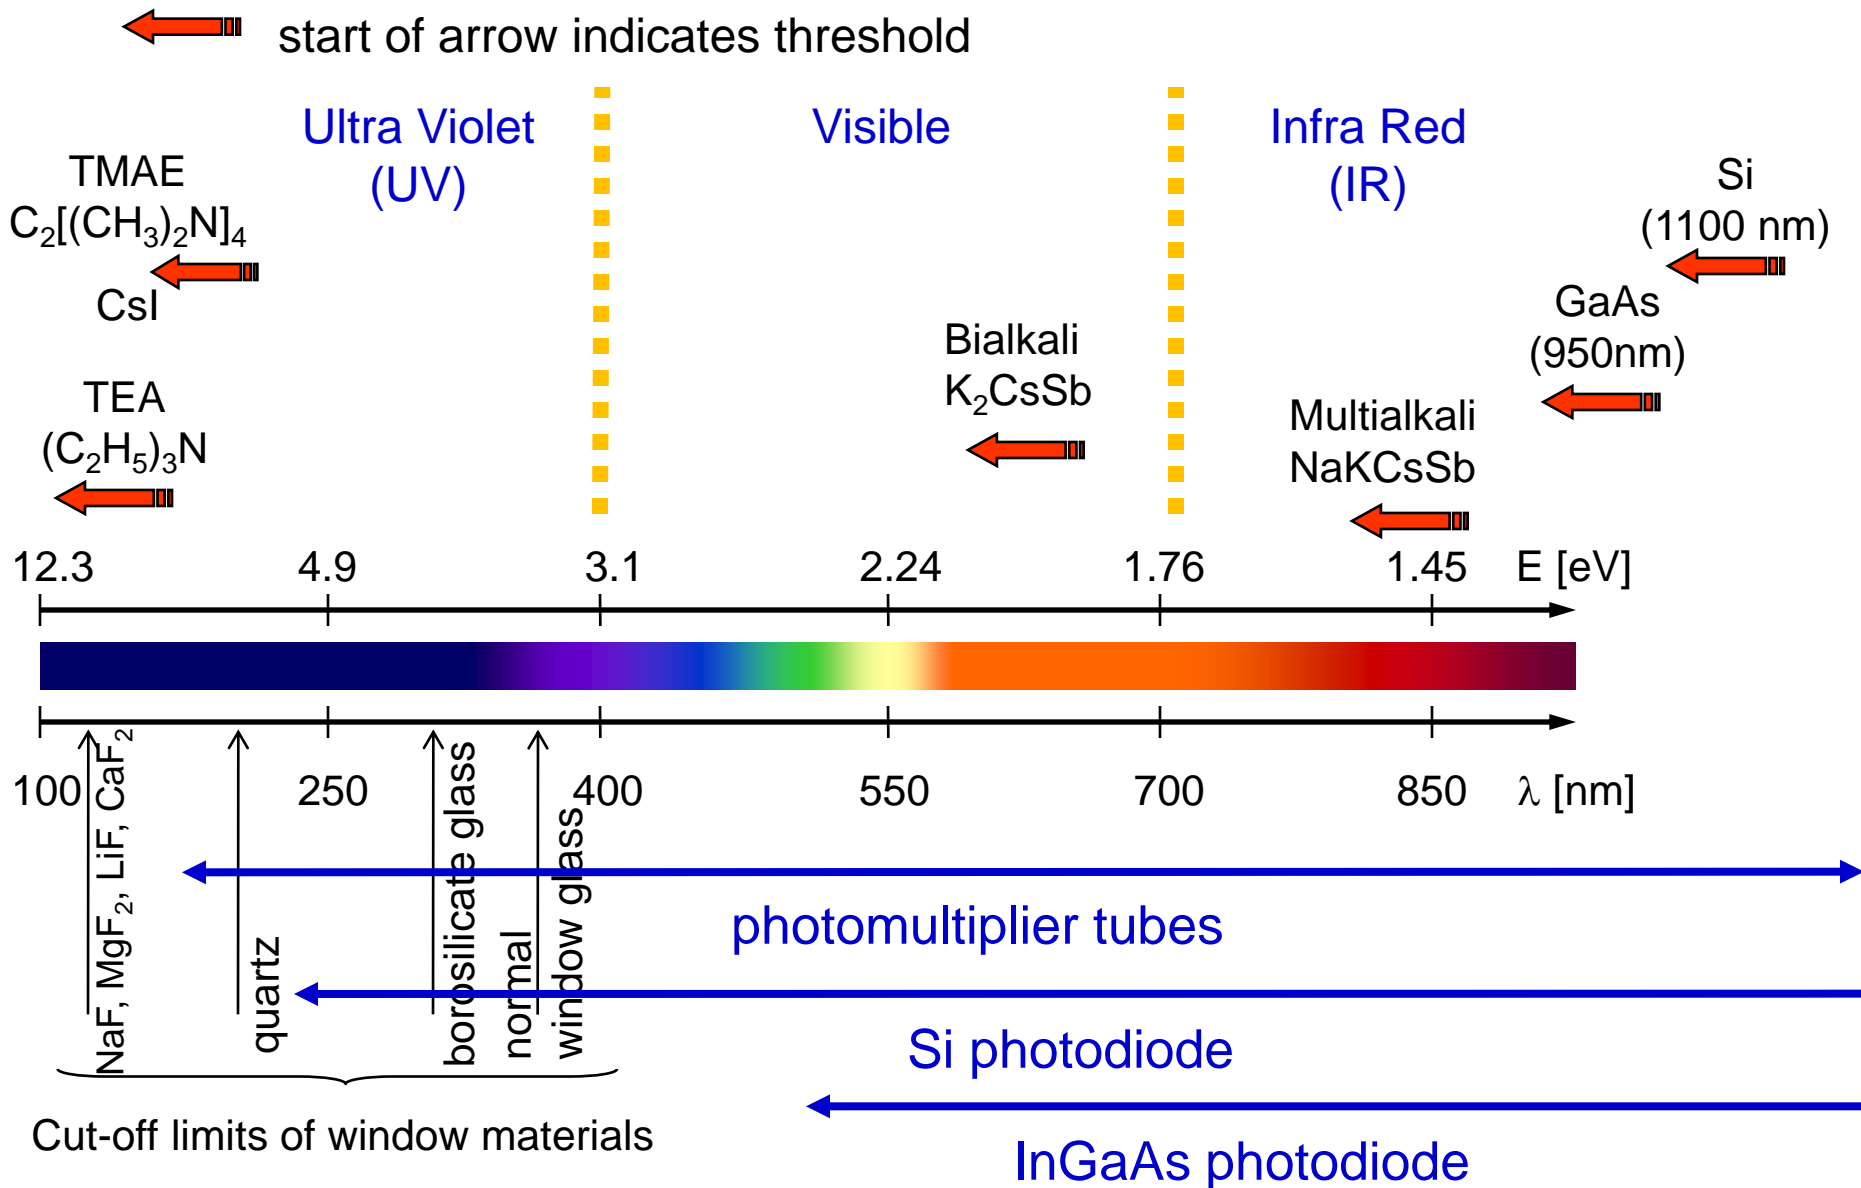 start of arrow indicates threshold
Ultra Violet
(UV)
Visible
Infra Red
(IR)
TMAE
C₂[(CH₃)₂N]₄
CsI
TEA
(C₂H₅)₃N
Bialkali
K₂CsSb
Multialkali
NaKCsSb
GaAs
(950nm)
Si
(1100 nm)
12.3 4.9 3.1 2.24 1.76 1.45 E [eV]
100 250 400 550 700 850 λ [nm]
NaF, MgF₂, LiF, CaF₂
quartz
borosilicate glass
normal
window glass
photomultiplier tubes
Si photodiode
InGaAs photodiode
Cut-off limits of window materials